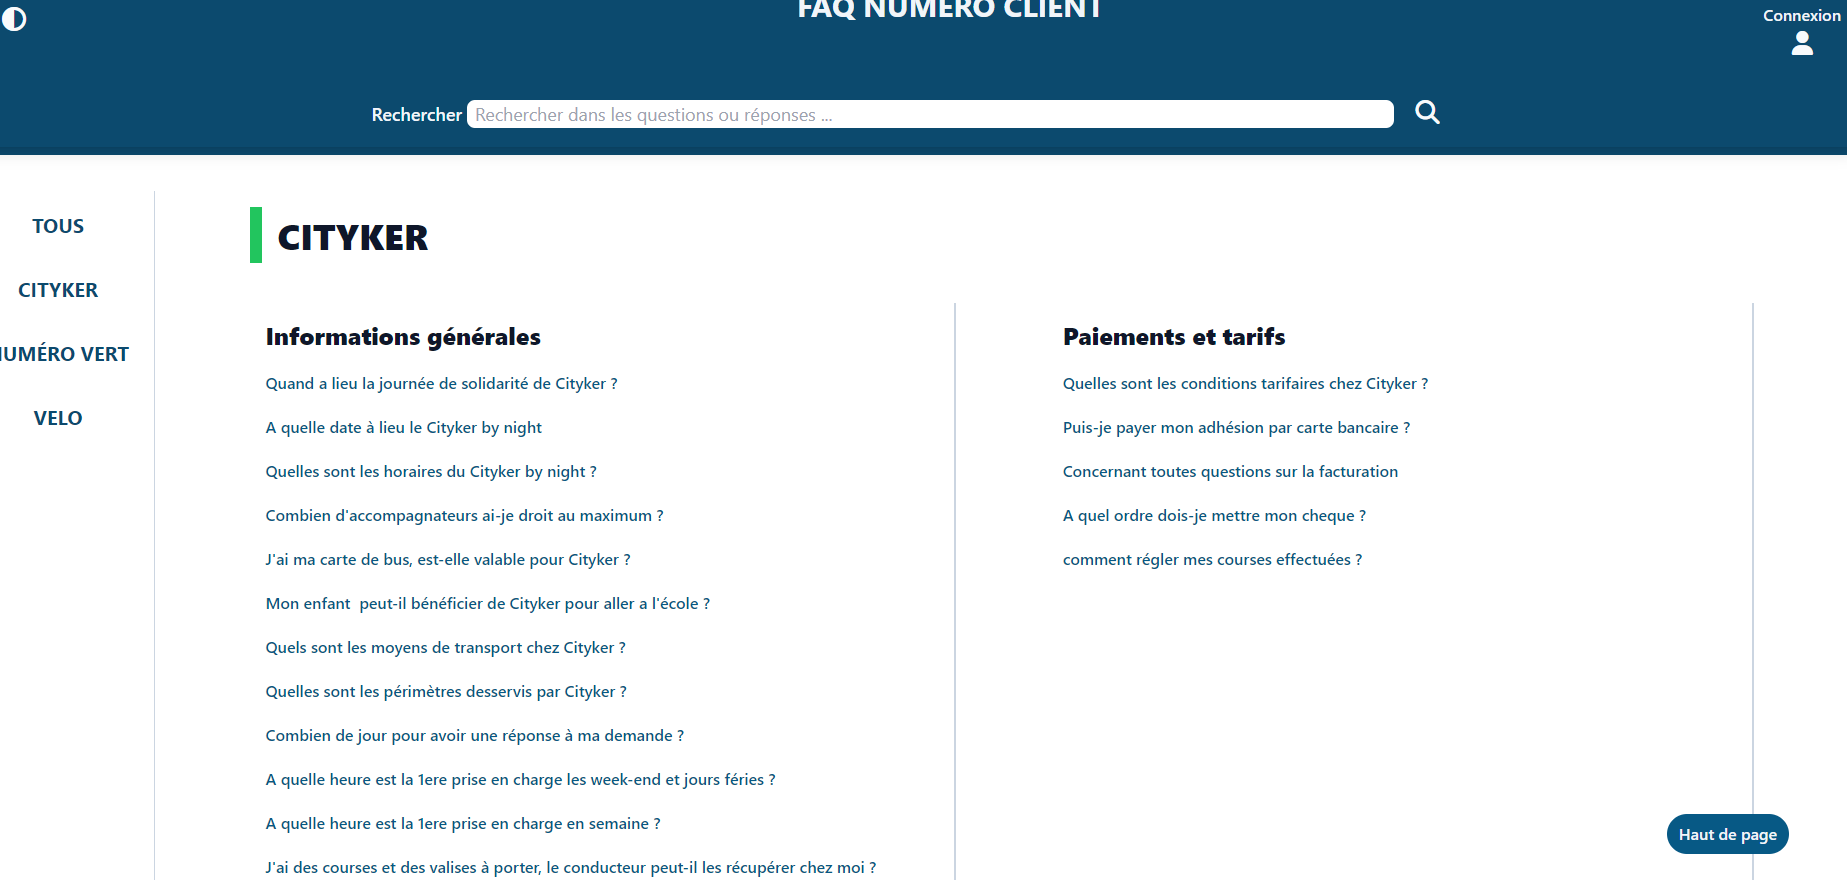 FAQ NUMÉRO CLIENT
Connexion
Rechercher
Rechercher dans les questions ou réponses ...
TOUS
CITYKER
NUMÉRO VERT
VELO
CITYKER
Informations générales
Quand a lieu la journée de solidarité de Cityker ?
A quelle date à lieu le Cityker by night
Quelles sont les horaires du Cityker by night ?
Combien d'accompagnateurs ai-je droit au maximum ?
J'ai ma carte de bus, est-elle valable pour Cityker ?
Mon enfant  peut-il bénéficier de Cityker pour aller a l'école ?
Quels sont les moyens de transport chez Cityker ?
Quelles sont les périmètres desservis par Cityker ?
Combien de jour pour avoir une réponse à ma demande ?
A quelle heure est la 1ere prise en charge les week-end et jours féries ?
A quelle heure est la 1ere prise en charge en semaine ?
J'ai des courses et des valises à porter, le conducteur peut-il les récupérer chez moi ?
Paiements et tarifs
Quelles sont les conditions tarifaires chez Cityker ?
Puis-je payer mon adhésion par carte bancaire ?
Concernant toutes questions sur la facturation
A quel ordre dois-je mettre mon cheque ?
comment régler mes courses effectuées ?
Haut de page